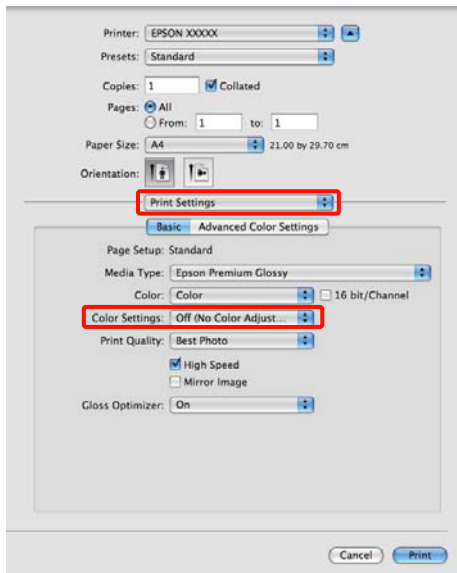 Printer: EPSON XXXXX
Presets: Standard
Copies: 1 Collated
Pages: All
From: 1 to: 1
Paper Size: A4 21.00 by 29.70 cm
Orientation:
Print Settings
Basic Advanced Color Settings
Page Setup: Standard
Media Type: Epson Premium Glossy
Color: Color 16 bit/Channel
Color Settings: Off (No Color Adjust...
Print Quality: Best Photo
High Speed
Mirror Image
Gloss Optimizer: On
Cancel Print